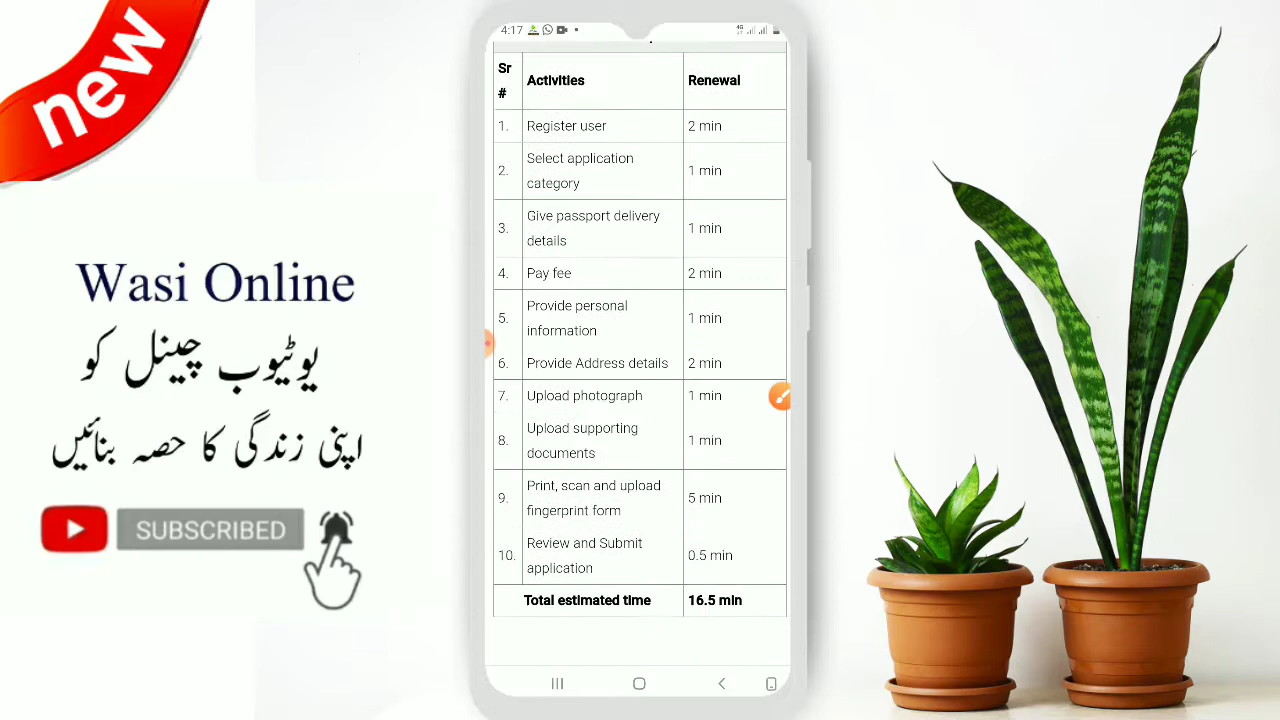 new
Wasi Online
یوٹیوب چینل کو
اپنی زندگی کا حصہ بنائیں
SUBSCRIBED
4:17
4G
Sr # Activities Renewal
1. Register user 2 min
2. Select application category 1 min
3. Give passport delivery details 1 min
4. Pay fee 2 min
5. Provide personal information 1 min
6. Provide Address details 2 min
7. Upload photograph 1 min
8. Upload supporting documents 1 min
9. Print, scan and upload fingerprint form 5 min
10. Review and Submit application 0.5 min
Total estimated time 16.5 min